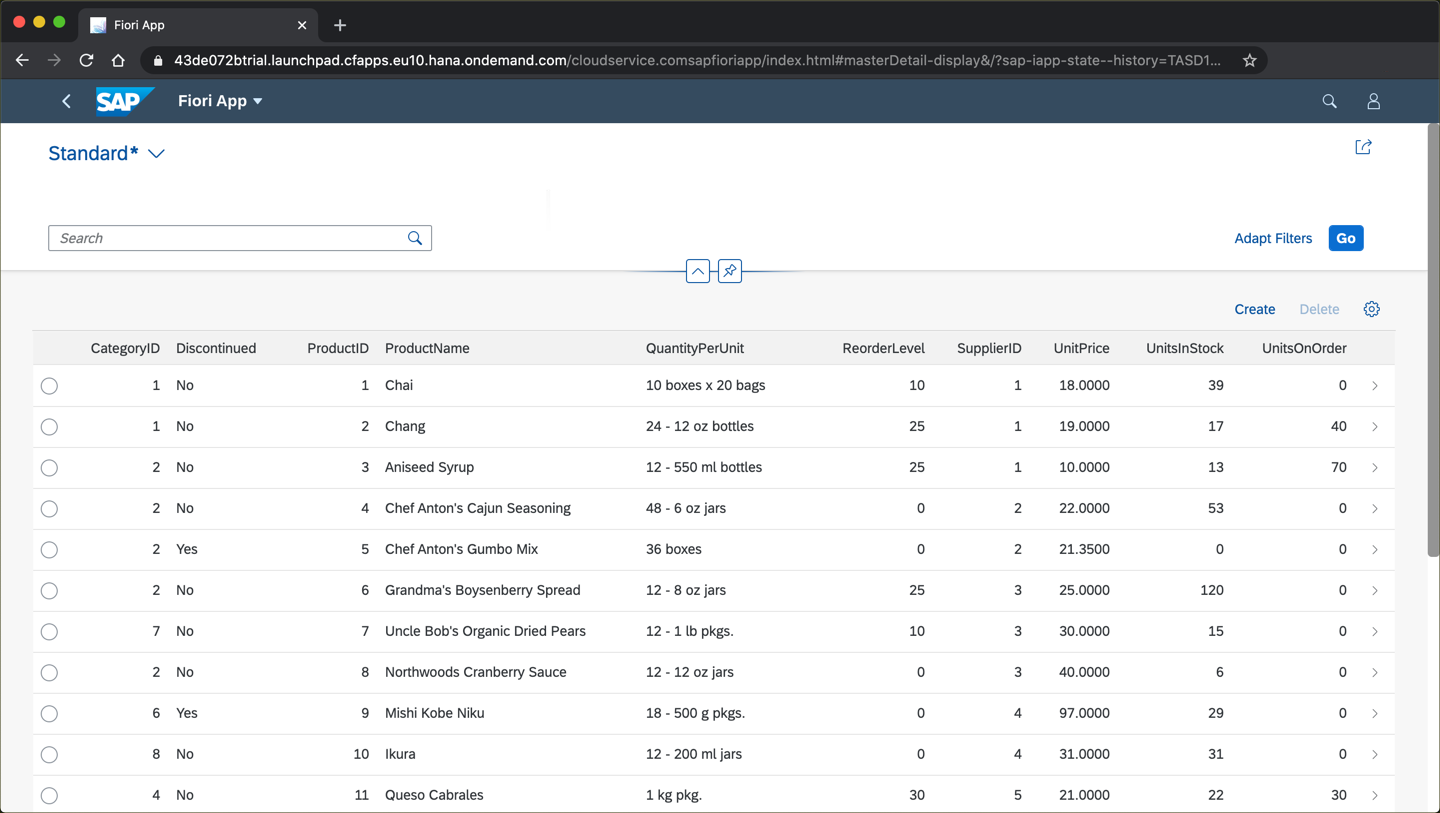 Fiori App
43de072btrial.launchpad.cfapps.eu10.hana.ondemand.com/cloudservice.comsapfioriapp/index.html#masterDetail-display&/?sap-iapp-state--history=TASD1...
SAP Fiori App
Standard*
Search Adapt Filters Go
Create Delete
CategoryID Discontinued ProductID ProductName QuantityPerUnit ReorderLevel SupplierID UnitPrice UnitsInStock UnitsOnOrder
1 No 1 Chai 10 boxes x 20 bags 10 1 18.0000 39 0
1 No 2 Chang 24 - 12 oz bottles 25 1 19.0000 17 40
2 No 3 Aniseed Syrup 12 - 550 ml bottles 25 1 10.0000 13 70
2 No 4 Chef Anton's Cajun Seasoning 48 - 6 oz jars 0 2 22.0000 53 0
2 Yes 5 Chef Anton's Gumbo Mix 36 boxes 0 2 21.3500 0 0
2 No 6 Grandma's Boysenberry Spread 12 - 8 oz jars 25 3 25.0000 120 0
7 No 7 Uncle Bob's Organic Dried Pears 12 - 1 lb pkgs. 10 3 30.0000 15 0
2 No 8 Northwoods Cranberry Sauce 12 - 12 oz jars 0 3 40.0000 6 0
6 Yes 9 Mishi Kobe Niku 18 - 500 g pkgs. 0 4 97.0000 29 0
8 No 10 Ikura 12 - 200 ml jars 0 4 31.0000 31 0
4 No 11 Queso Cabrales 1 kg pkg. 30 5 21.0000 22 30